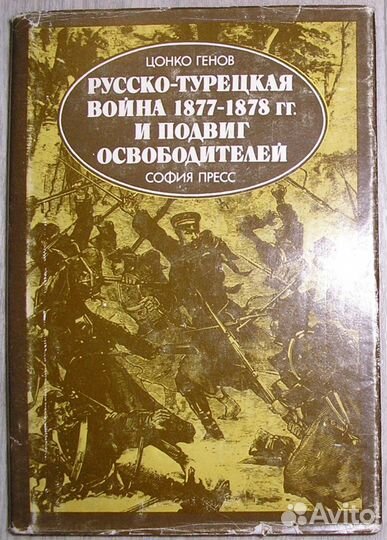 ЦОНКО ГЕНОВ
РУССКО-ТУРЕЦКАЯ
ВОЙНА 1877-1878 гг.
И ПОДВИГ
ОСВОБОДИТЕЛЕЙ
СОФИЯ ПРЕСС
Avito